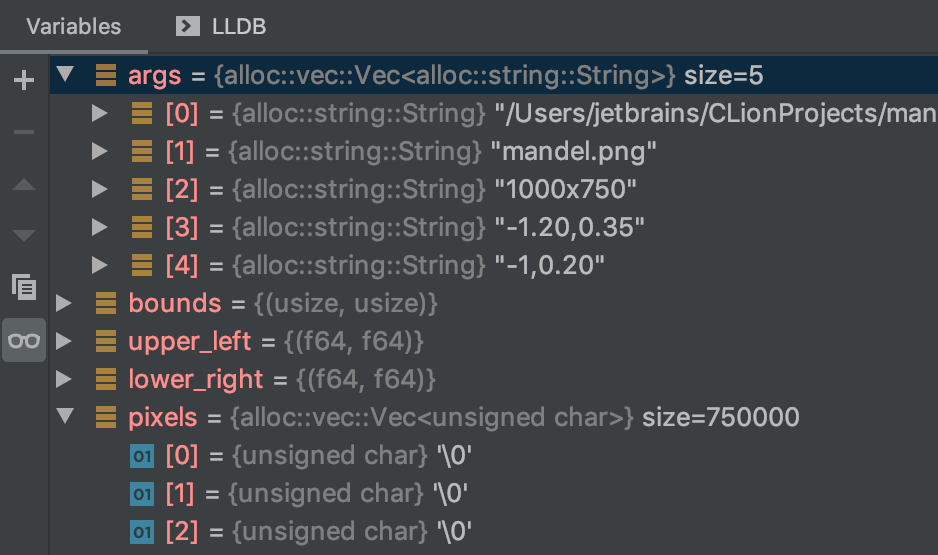 Variables LLDB
args = {alloc::vec::Vec<alloc::string::String>} size=5
[0] = {alloc::string::String} "/Users/jetbrains/CLionProjects/man
[1] = {alloc::string::String} "mandel.png"
[2] = {alloc::string::String} "1000x750"
[3] = {alloc::string::String} "-1.20,0.35"
[4] = {alloc::string::String} "-1,0.20"
bounds = {(usize, usize)}
upper_left = {(f64, f64)}
lower_right = {(f64, f64)}
pixels = {alloc::vec::Vec<unsigned char>} size=750000
01 [0] = {unsigned char} '\0'
01 [1] = {unsigned char} '\0'
01 [2] = {unsigned char} '\0'